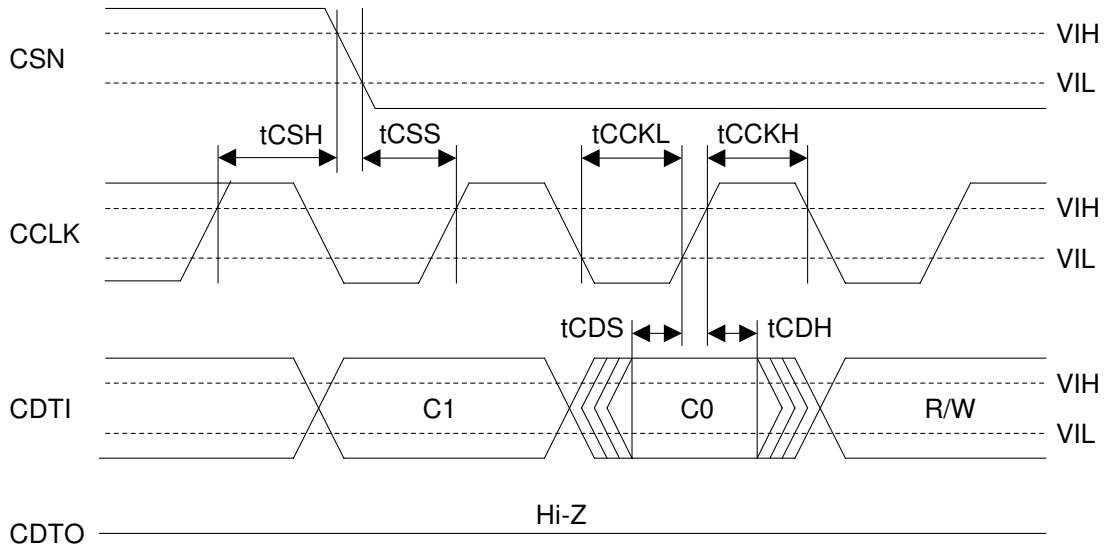 VIH
CSN
VIL
tCSH tCSS tCCKL tCCKH
VIH
CCLK
VIL
tCDS tCDH
VIH
CDTI C1 C0 R/W
VIL
Hi-Z
CDTO